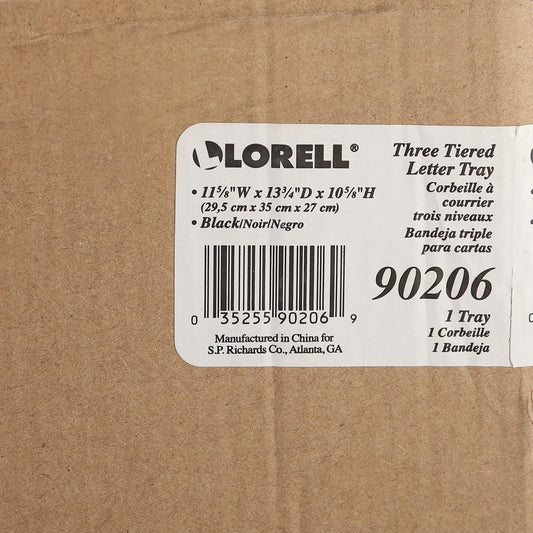 LORELL®
Three Tiered
Letter Tray
Corbeille à
courrier
trois niveaux
Bandeja triple
para cartas
• 11⅝"W x 13¾"D x 10⅝"H
(29,5 cm x 35 cm x 27 cm)
• Black/Noir/Negro
90206
0 35255 90206 9
1 Tray
1 Corbeille
1 Bandeja
Manufactured in China for
S.P. Richards Co., Atlanta, GA